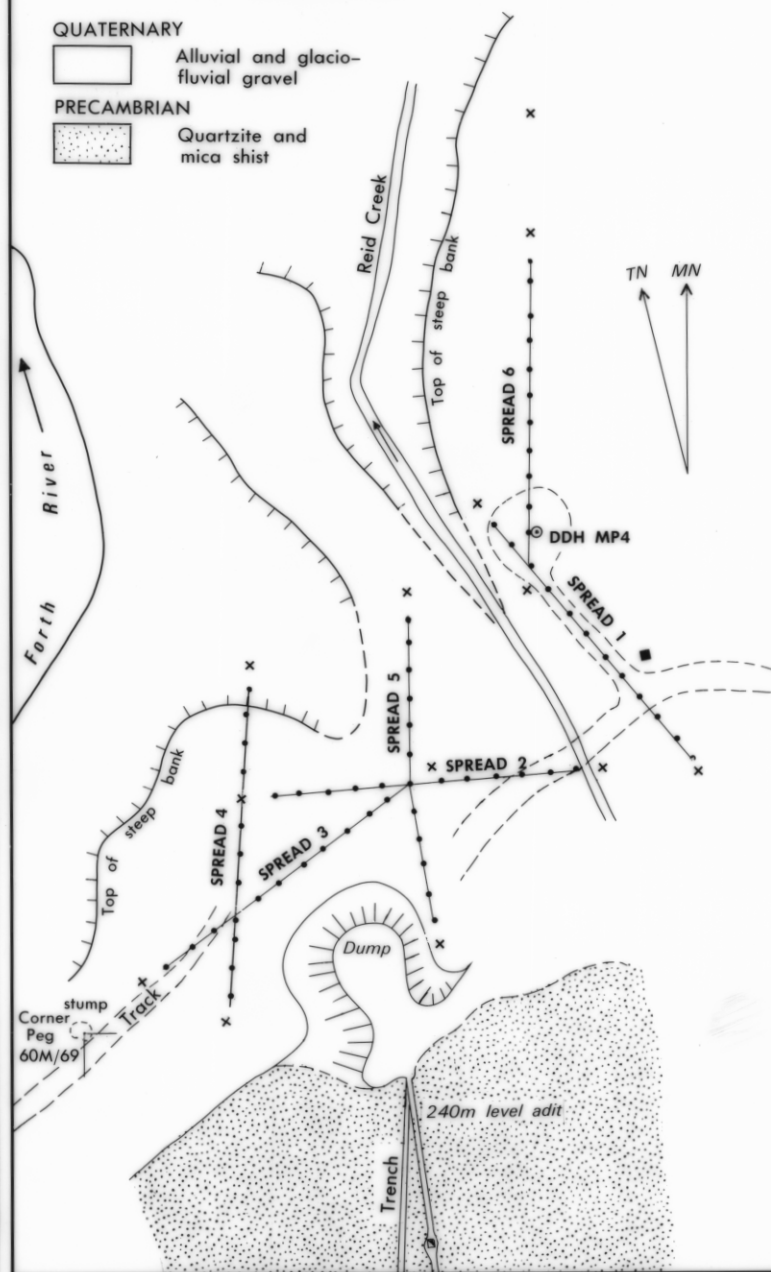 QUATERNARY
Alluvial and glacio–
fluvial gravel
PRECAMBRIAN
Quartzite and
mica shist
Reid Creek
Top of steep bank
TN MN
SPREAD 6
River
Forth
DDH MP4
SPREAD 1
SPREAD 5
SPREAD 2
Top of steep bank
SPREAD 4
SPREAD 3
Dump
stump
Corner
Peg
60M/69
Track
240m level adit
Trench